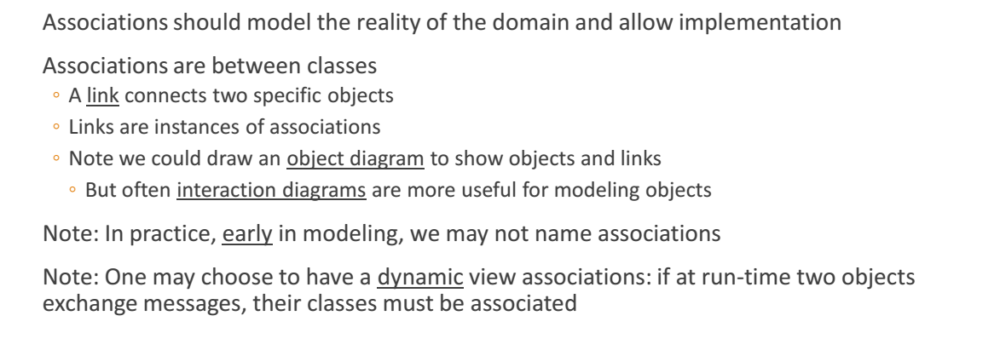 Associations should model the reality of the domain and allow implementation
Associations are between classes
◦ A link connects two specific objects
◦ Links are instances of associations
◦ Note we could draw an object diagram to show objects and links
◦ But often interaction diagrams are more useful for modeling objects
Note: In practice, early in modeling, we may not name associations
Note: One may choose to have a dynamic view associations: if at run-time two objects
exchange messages, their classes must be associated